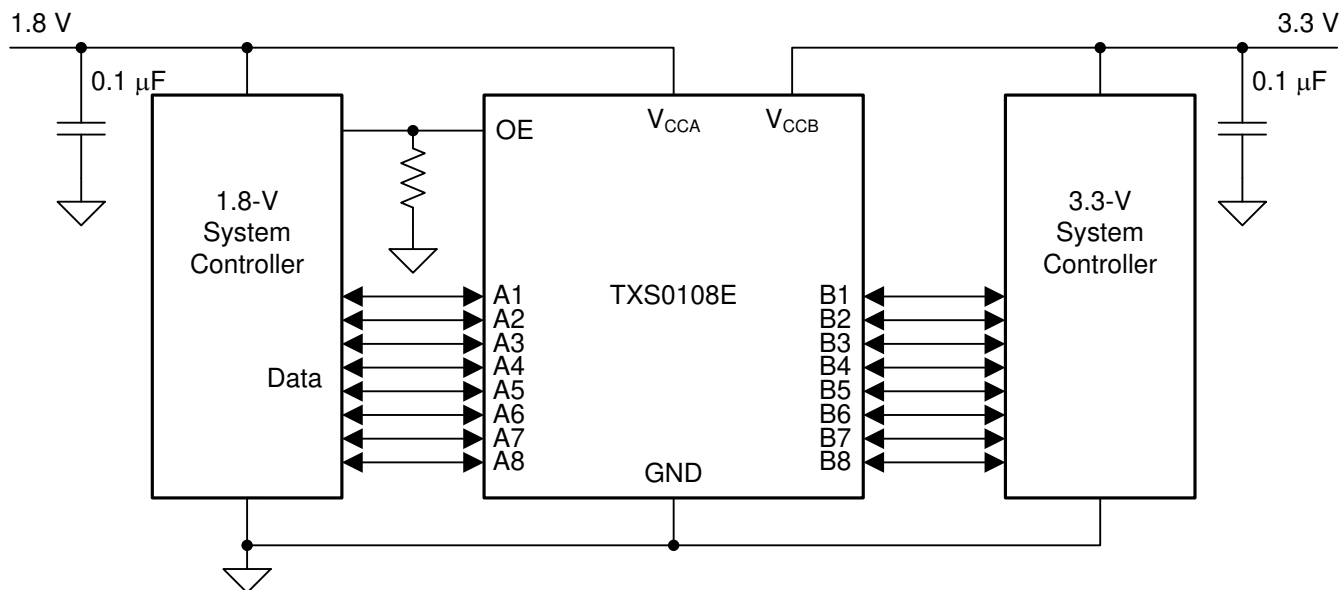 1.8 V
3.3 V
0.1 μF
0.1 μF
OE
VCCA
VCCB
1.8-V
System
Controller
TXS0108E
3.3-V
System
Controller
A1
A2
A3
A4
A5
A6
A7
A8
Data
B1
B2
B3
B4
B5
B6
B7
B8
GND